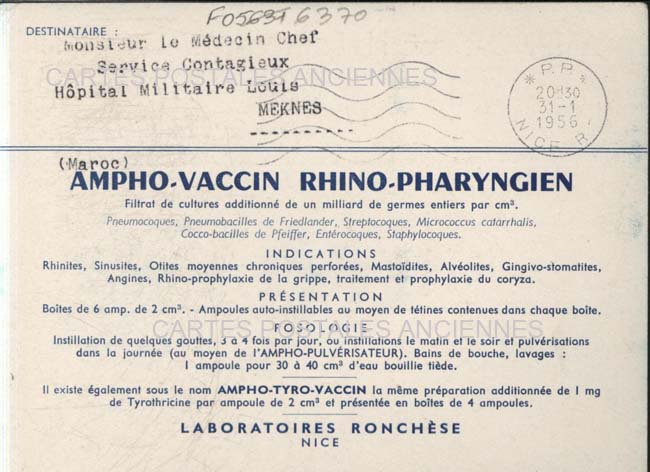 F05635T 6370
DESTINATAIRE :
Monsieur le Médecin Chef
Service Contagieux
CARTES POSTALES ANCIENNES
Hôpital Militaire Louis
MEKNES
----------
(Maroc)
* P.P. *
20H30
31-1
1956
NICE R
AMPHO-VACCIN RHINO-PHARYNGIEN
Filtrat de cultures additionné de un milliard de germes entiers par cm³.
Pneumocoques, Pneumobacilles de Friedlander, Streptocoques, Micrococcus catarrhalis,
Cocco-bacilles de Pfeiffer, Entérocoques, Staphylocoques.
INDICATIONS
Rhinites, Sinusites, Otites moyennes chroniques perforées, Mastoïdites, Alvéolites, Gingivo-stomatites,
Angines, Rhino-prophylaxie de la grippe, traitement et prophylaxie du coryza.
PRÉSENTATION
Boîtes de 6 amp. de 2 cm³. - Ampoules auto-instillables au moyen de tétines contenues dans chaque boîte.
CARTES POSTALES ANCIENNES
POSOLOGIE
Instillation de quelques gouttes, 3 à 4 fois par jour, ou instillations le matin et le soir et pulvérisations
dans la journée (au moyen de l'AMPHO-PULVÉRISATEUR). Bains de bouche, lavages :
1 ampoule pour 30 à 40 cm³ d'eau bouillie tiède.
Il existe également sous le nom AMPHO-TYRO-VACCIN la même préparation additionnée de 1 mg
de Tyrothricine par ampoule de 2 cm³ et présentée en boîtes de 4 ampoules.
LABORATOIRES RONCHÈSE
NICE